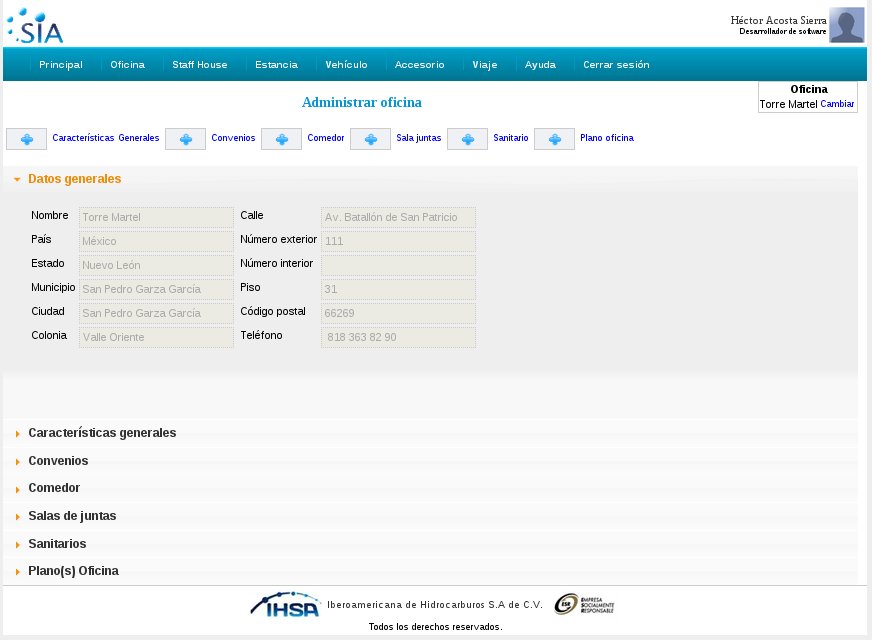 SIA
Héctor Acosta Sierra
Desarrollador de software
Principal Oficina Staff House Estancia Vehículo Accesorio Viaje Ayuda Cerrar sesión
Oficina
Torre Martel Cambiar
Administrar oficina
Características Generales Convenios Comedor Sala juntas Sanitario Plano oficina
Datos generales
Nombre Torre Martel Calle Av. Batallón de San Patricio
País México Número exterior 111
Estado Nuevo León Número interior
Municipio San Pedro Garza García Piso 31
Ciudad San Pedro Garza García Código postal 66269
Colonia Valle Oriente Teléfono 818 363 82 90
Características generales
Convenios
Comedor
Salas de juntas
Sanitarios
Plano(s) Oficina
IHSA Iberoamericana de Hidrocarburos S.A de C.V. ESR EMPRESA SOCIALMENTE RESPONSABLE
Todos los derechos reservados.